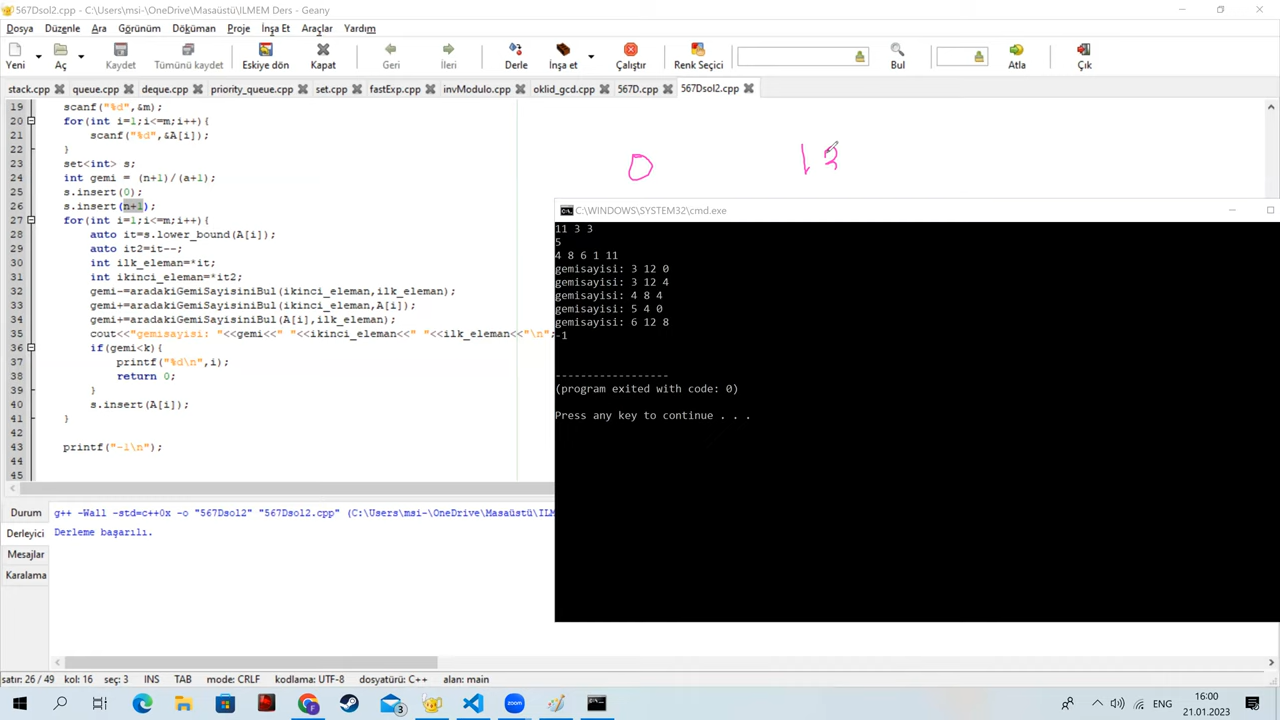 567Dsol2.cpp - C:\Users\msi-\OneDrive\Masaüstü\ILMEM Ders - Geany
Dosya Düzenle Ara Görünüm Döküman Proje İnşa Et Araçlar Yardım
Yeni Aç Kaydet Tümünü kaydet Eskiye dön Kapat Geri İleri Derle İnşa et Çalıştır Renk Seçici Bul Atla Çık
stack.cpp queue.cpp deque.cpp priority_queue.cpp set.cpp fastExp.cpp invModulo.cpp oklid_gcd.cpp 567D.cpp 567Dsol2.cpp
19 scanf("%d",&m);
20 for(int i=1;i<=m;i++){
21 scanf("%d",&A[i]);
22 }
23 set<int> s;
24 int gemi = (n+1)/(a+1);
25 s.insert(0);
26 s.insert(n+1);
27 for(int i=1;i<=m;i++){
28 auto it=s.lower_bound(A[i]);
29 auto it2=it--;
30 int ilk_eleman=*it;
31 int ikinci_eleman=*it2;
32 gemi-=aradakiGemiSayisiniBul(ikinci_eleman,ilk_eleman);
33 gemi+=aradakiGemiSayisiniBul(ikinci_eleman,A[i]);
34 gemi+=aradakiGemiSayisiniBul(A[i],ilk_eleman);
35 cout<<"gemisayisi: "<<gemi<<" "<<ikinci_eleman<<" "<<ilk_eleman<<"\n";
36 if(gemi<k){
37 printf("%d\n",i);
38 return 0;
39 }
40 s.insert(A[i]);
41 }
42
43 printf("-1\n");
44
45
0 13
C:\WINDOWS\SYSTEM32\cmd.exe
11 3 3
5
4 8 6 1 11
gemisayisi: 3 12 0
gemisayisi: 3 12 4
gemisayisi: 4 8 4
gemisayisi: 5 4 0
gemisayisi: 6 12 8
-1
------------------
(program exited with code: 0)
Press any key to continue . . .
Durum
Derleyici
Mesajlar
Karalama
g++ -Wall -std=c++0x -o "567Dsol2" "567Dsol2.cpp" (C:\Users\msi-\OneDrive\Masaüstü\ILM
Derleme başarılı.
satır: 26 / 49 kol: 16 seç: 3 INS TAB mode: CRLF kodlama: UTF-8 dosyatürü: C++ alan: main
3 zoom ENG 16:00
21.01.2023